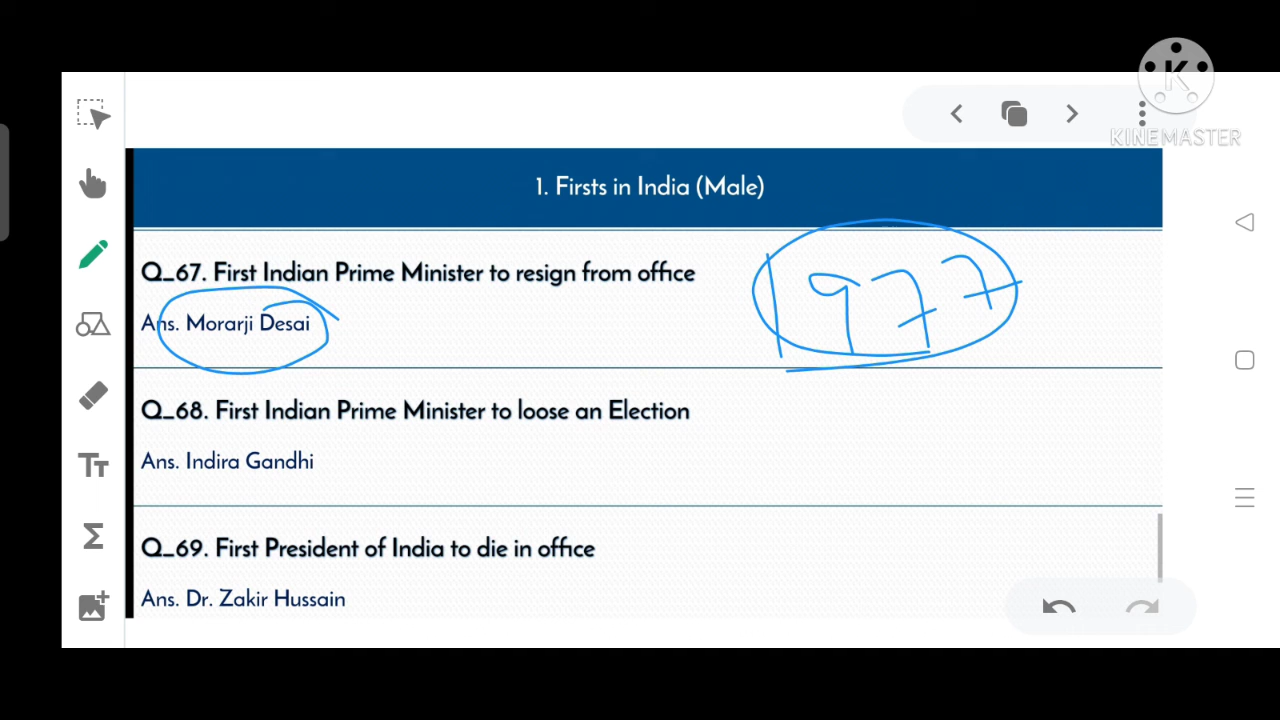 KINEMASTER
1. Firsts in India (Male)
Q_67. First Indian Prime Minister to resign from office
1977
Ans. Morarji Desai
Q_68. First Indian Prime Minister to loose an Election
Ans. Indira Gandhi
Q_69. First President of India to die in office
Ans. Dr. Zakir Hussain